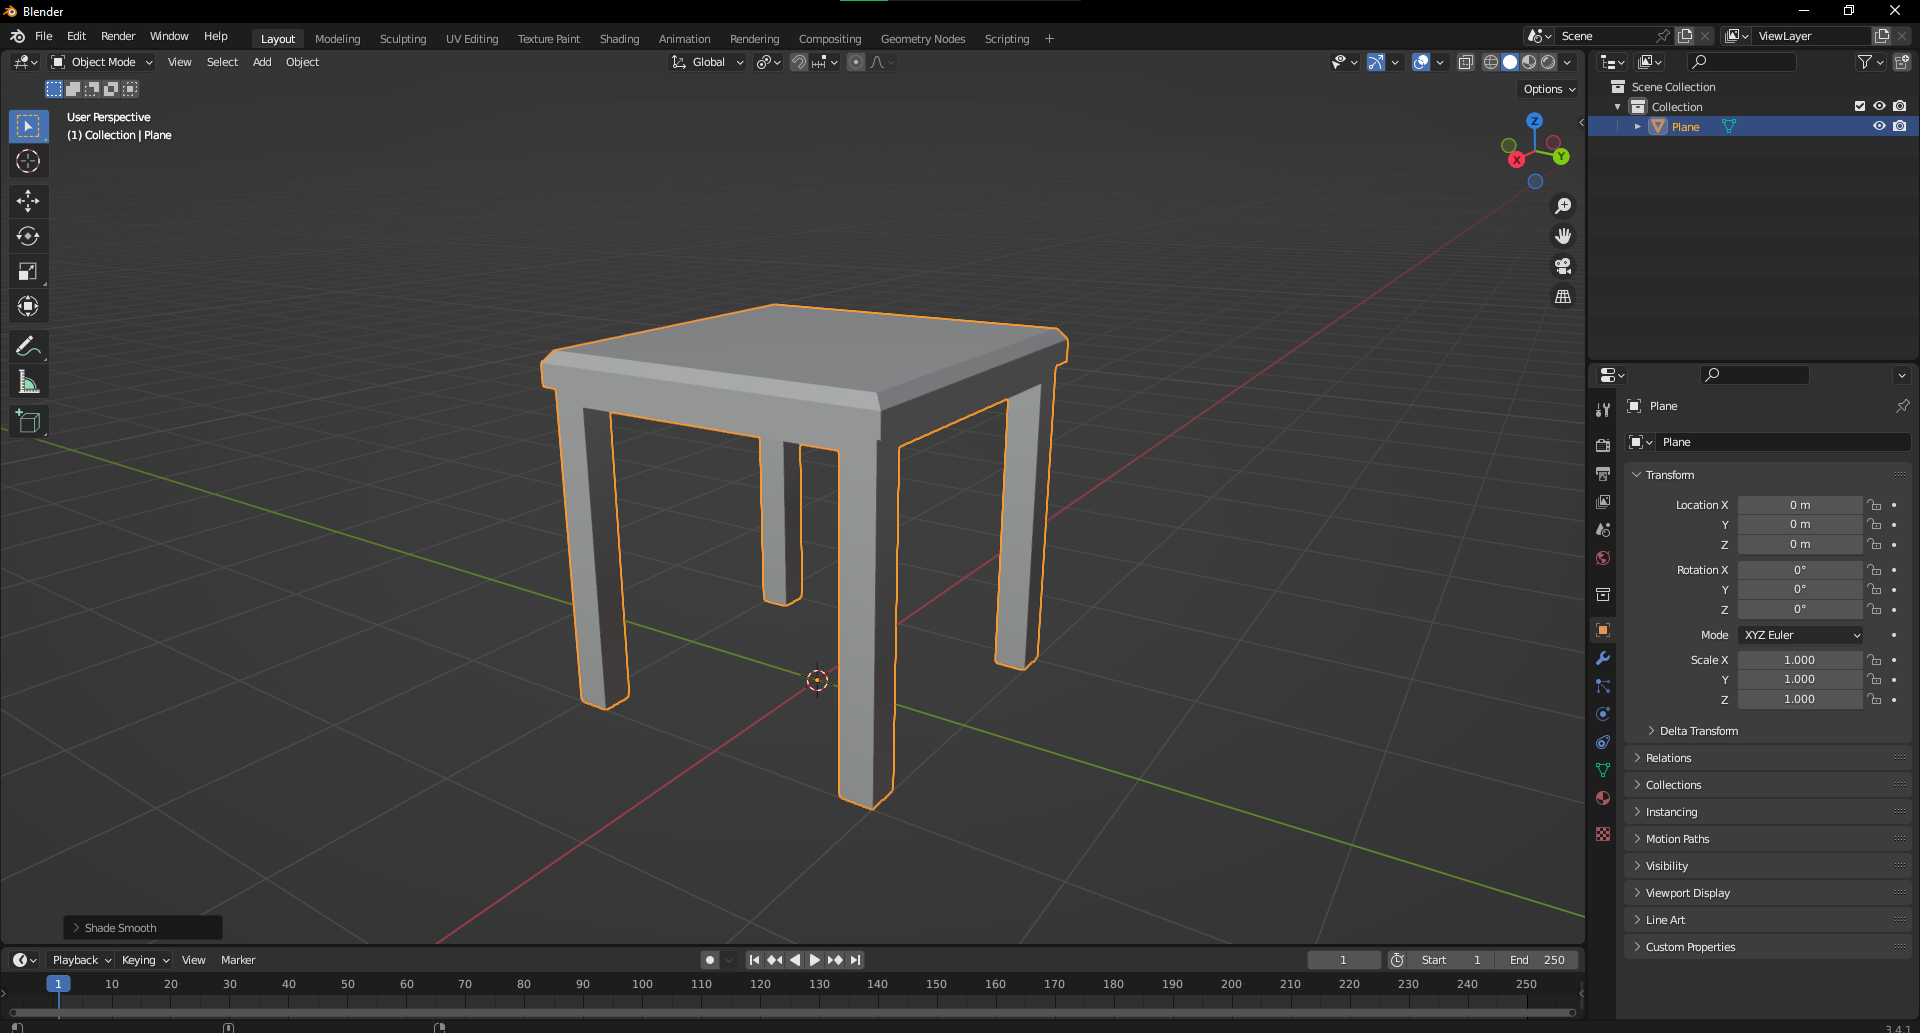 Blender
File Edit Render Window Help Layout Modeling Sculpting UV Editing Texture Paint Shading Animation Rendering Compositing Geometry Nodes Scripting + Scene ViewLayer
Object Mode View Select Add Object Global
Options
User Perspective
(1) Collection | Plane
Z
Y
X
Scene Collection
Collection
Plane
Plane
Plane
Transform
Location X 0 m
Y 0 m
Z 0 m
Rotation X 0°
Y 0°
Z 0°
Mode XYZ Euler
Scale X 1.000
Y 1.000
Z 1.000
Delta Transform
Relations
Collections
Instancing
Motion Paths
Visibility
Viewport Display
Line Art
Custom Properties
Shade Smooth
Playback Keying View Marker 1 Start 1 End 250
1 10 20 30 40 50 60 70 80 90 100 110 120 130 140 150 160 170 180 190 200 210 220 230 240 250
3.4.1